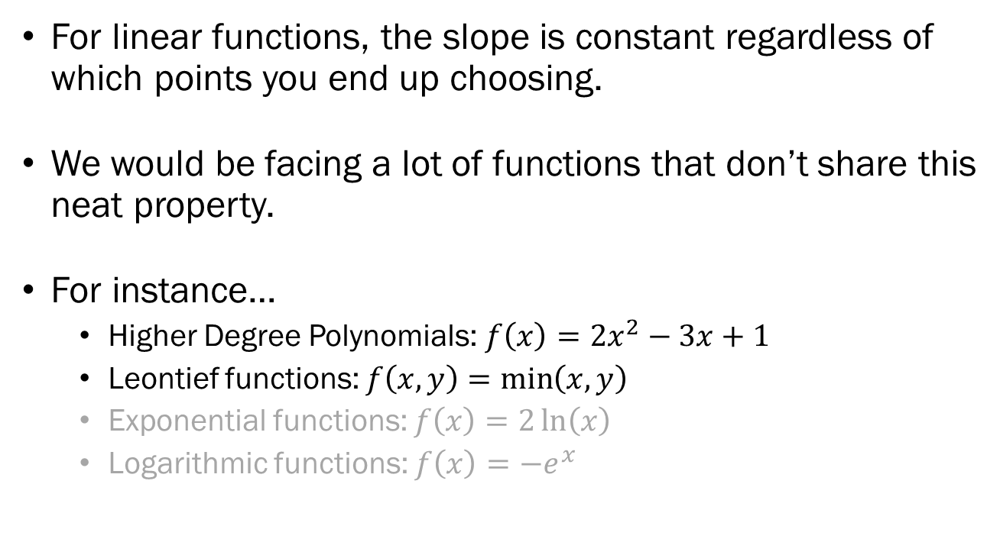 • For linear functions, the slope is constant regardless of
which points you end up choosing.
• We would be facing a lot of functions that don’t share this
neat property.
• For instance…
• Higher Degree Polynomials: f(x) = 2x² − 3x + 1
• Leontief functions: f(x, y) = min(x, y)
• Exponential functions: f(x) = 2 ln(x)
• Logarithmic functions: f(x) = −eˣ